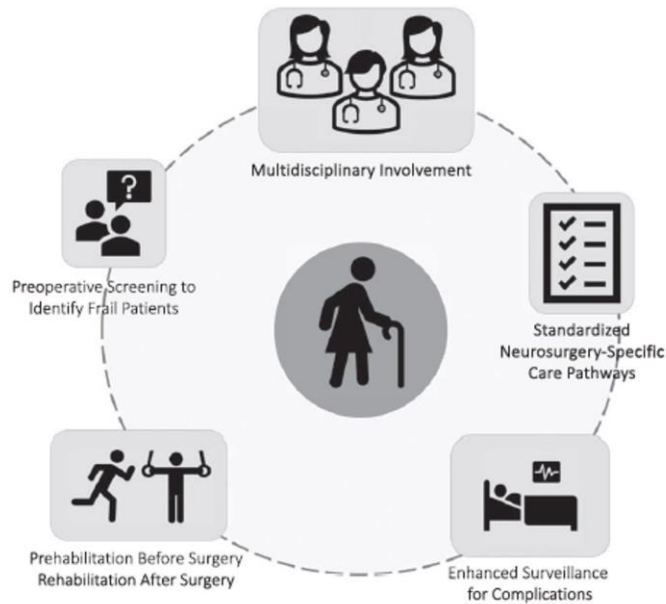 Multidisciplinary Involvement
?
Preoperative Screening to
Identify Frail Patients
Standardized
Neurosurgery-Specific
Care Pathways
Prehabilitation Before Surgery
Rehabilitation After Surgery
Enhanced Surveillance
for Complications